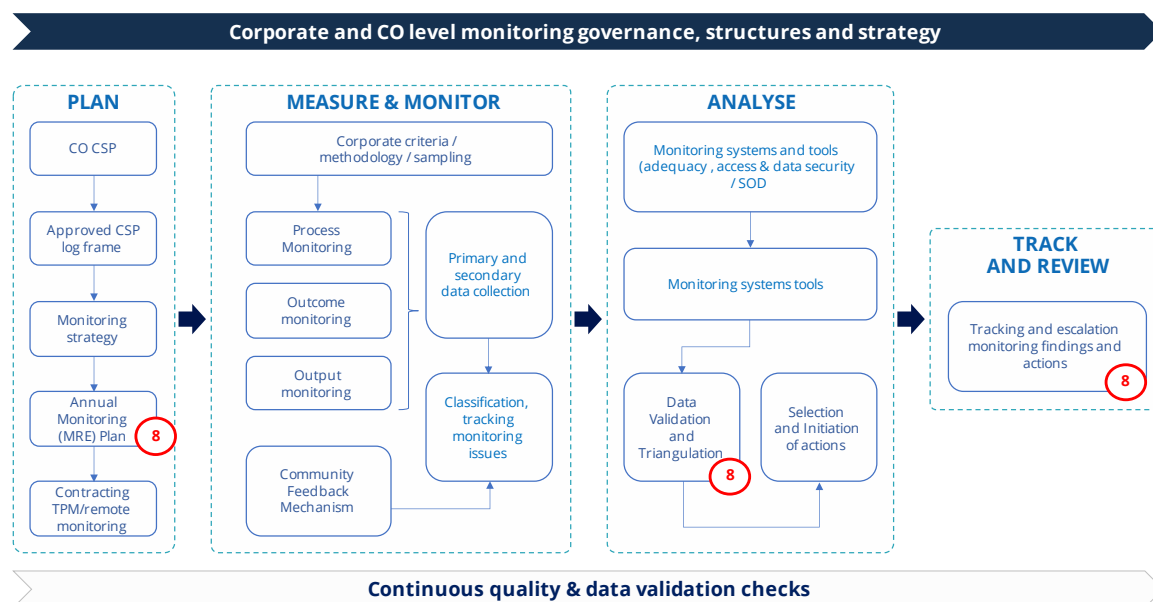 Corporate and CO level monitoring governance, structures and strategy
PLAN
CO CSP
Approved CSP
log frame
Monitoring
strategy
Annual
Monitoring
(MRE) Plan
8
Contracting
TPM/remote
monitoring
MEASURE & MONITOR
Corporate criteria /
methodology / sampling
Process
Monitoring
Outcome
monitoring
Output
monitoring
Community
Feedback
Mechanism
Primary and
secondary
data collection
Classification,
tracking
monitoring
issues
ANALYSE
Monitoring systems and tools
(adequacy , access & data security
/ SOD
Monitoring systems tools
Data
Validation
and
Triangulation
8
Selection
and Initiation
of actions
TRACK
AND REVIEW
Tracking and escalation
monitoring findings and
actions
8
Continuous quality & data validation checks